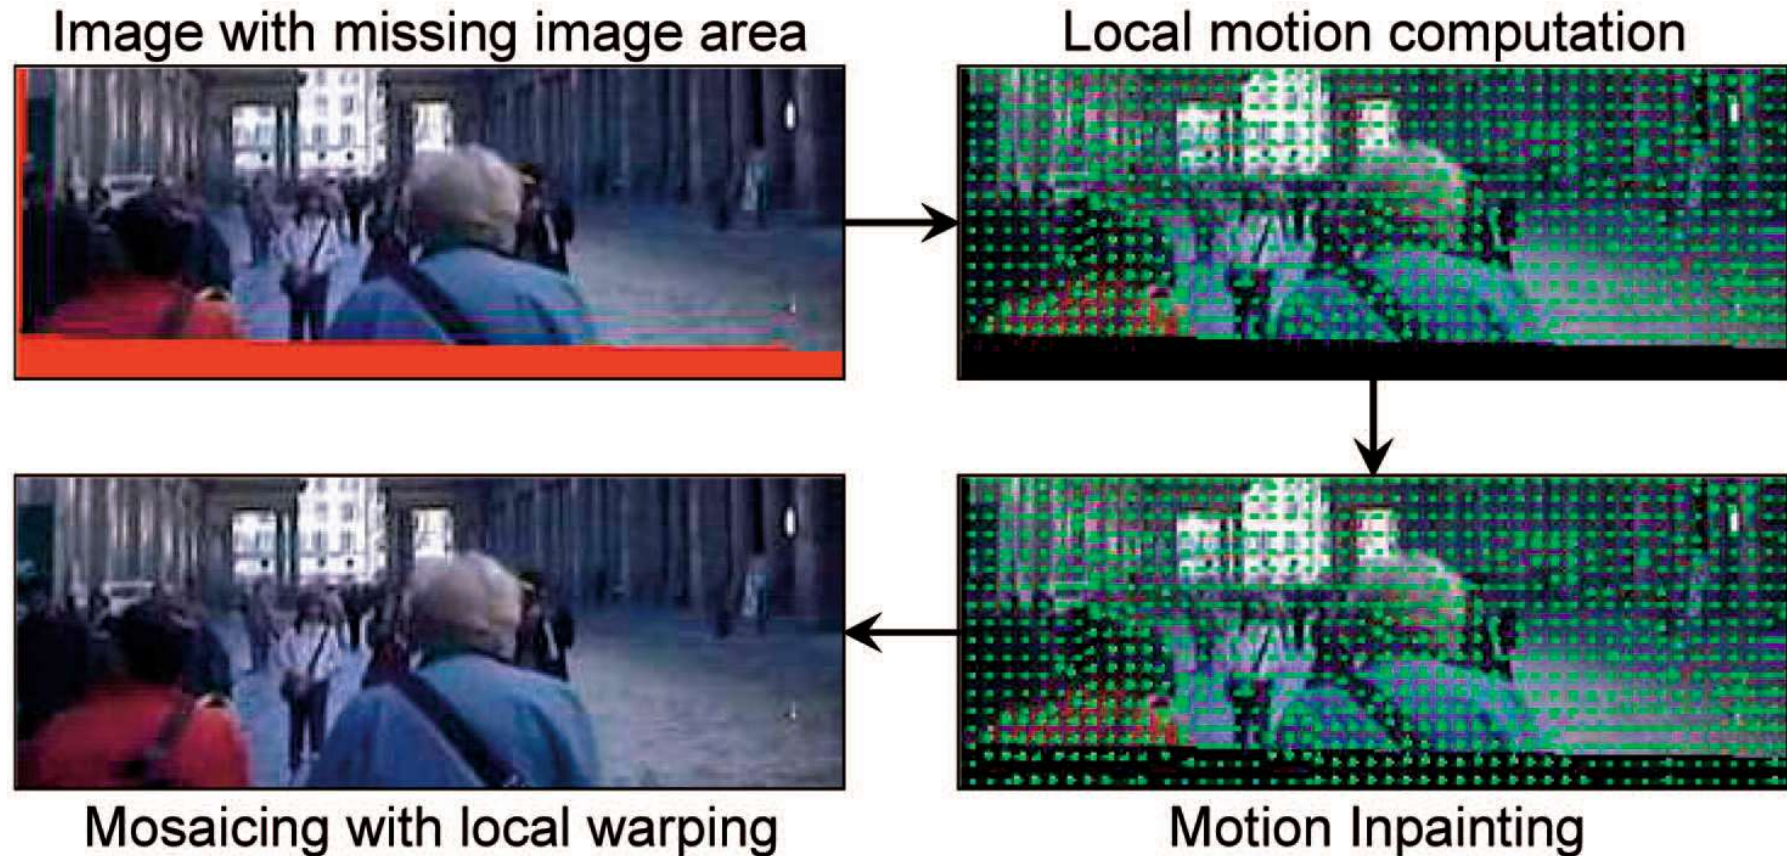 Image with missing image area
Local motion computation
Mosaicing with local warping
Motion Inpainting